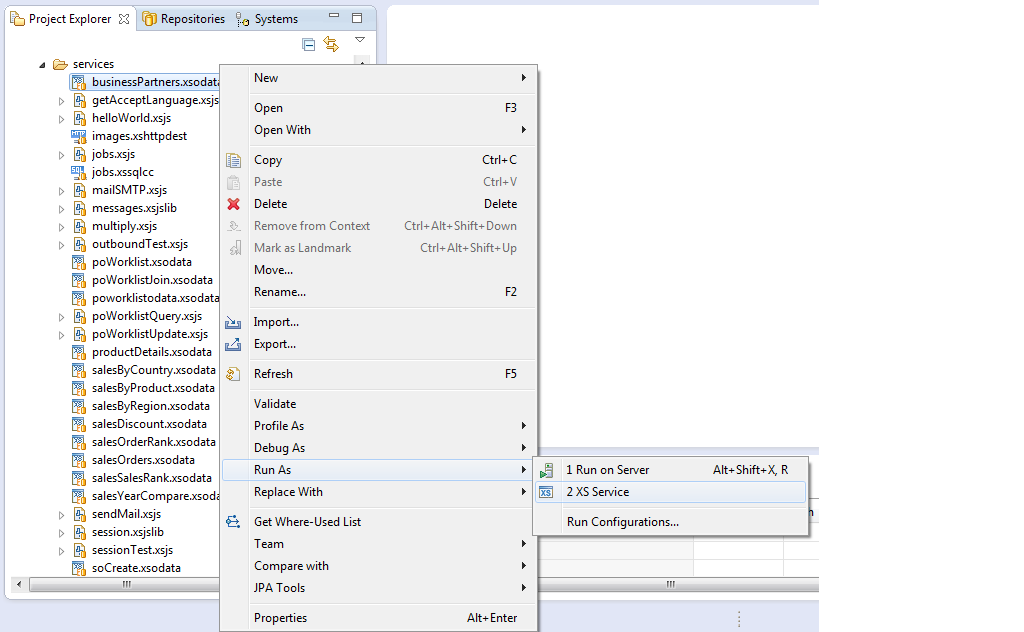 Project Explorer Repositories Systems
services
businessPartners.xsodata
getAcceptLanguage.xsjs
helloWorld.xsjs
images.xshttpdest
jobs.xsjs
jobs.xssqlcc
mailSMTP.xsjs
messages.xsjslib
multiply.xsjs
outboundTest.xsjs
poWorklist.xsodata
poWorklistJoin.xsodata
poworklistodata.xsodata
poWorklistQuery.xsjs
poWorklistUpdate.xsjs
productDetails.xsodata
salesByCountry.xsodata
salesByProduct.xsodata
salesByRegion.xsodata
salesDiscount.xsodata
salesOrderRank.xsodata
salesOrders.xsodata
salesSalesRank.xsodata
salesYearCompare.xsoda
sendMail.xsjs
session.xsjslib
sessionTest.xsjs
soCreate.xsodata
New
Open F3
Open With
Copy Ctrl+C
Paste Ctrl+V
Delete Delete
Remove from Context Ctrl+Alt+Shift+Down
Mark as Landmark Ctrl+Alt+Shift+Up
Move...
Rename... F2
Import...
Export...
Refresh F5
Validate
Profile As
Debug As
Run As
Replace With
Get Where-Used List
Team
Compare with
JPA Tools
Properties Alt+Enter
1 Run on Server Alt+Shift+X, R
XS 2 XS Service
Run Configurations...